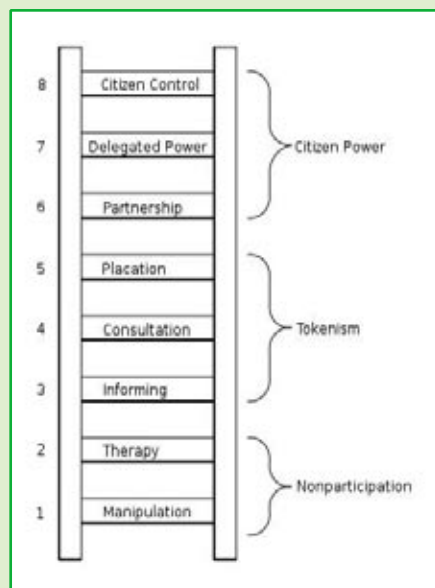 8 Citizen Control
7 Delegated Power
Citizen Power
6 Partnership
5 Placation
4 Consultation
Tokenism
3 Informing
2 Therapy
Nonparticipation
1 Manipulation